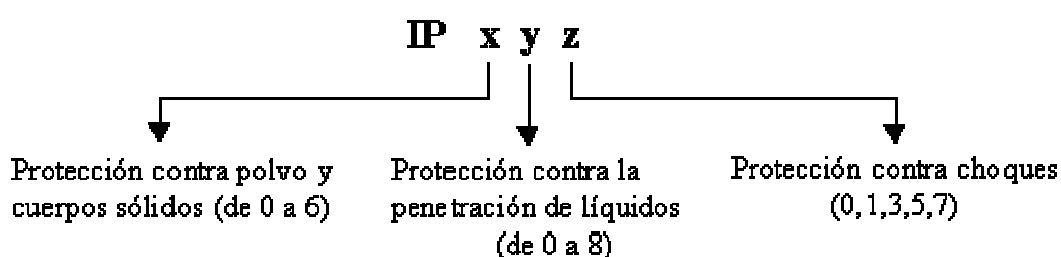 IP x y z
Protección contra polvo y
cuerpos sólidos (de 0 a 6)
Protección contra la
penetración de líquidos
(de 0 a 8)
Protección contra choques
(0,1,3,5,7)